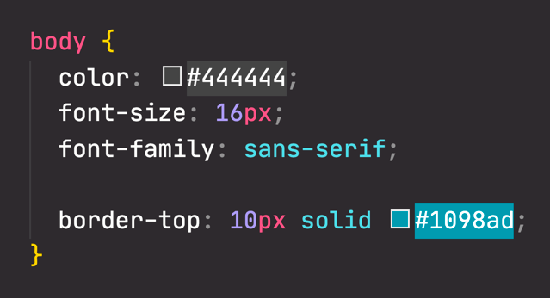 body {
color: #444444;
font-size: 16px;
font-family: sans-serif;
border-top: 10px solid #1098ad;
}